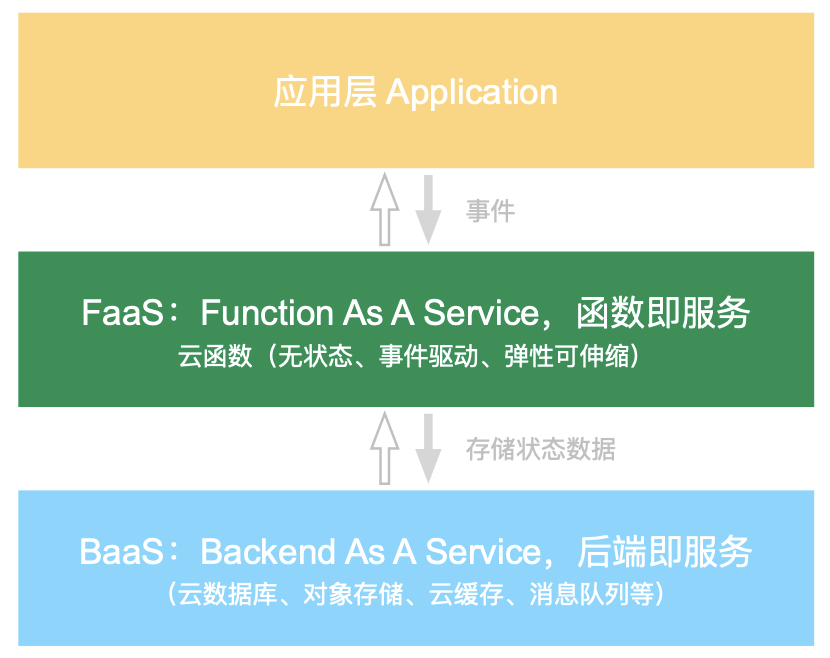 应用层 Application
事件
FaaS：Function As A Service，函数即服务
云函数（无状态、事件驱动、弹性可伸缩）
存储状态数据
BaaS：Backend As A Service，后端即服务
（云数据库、对象存储、云缓存、消息队列等）